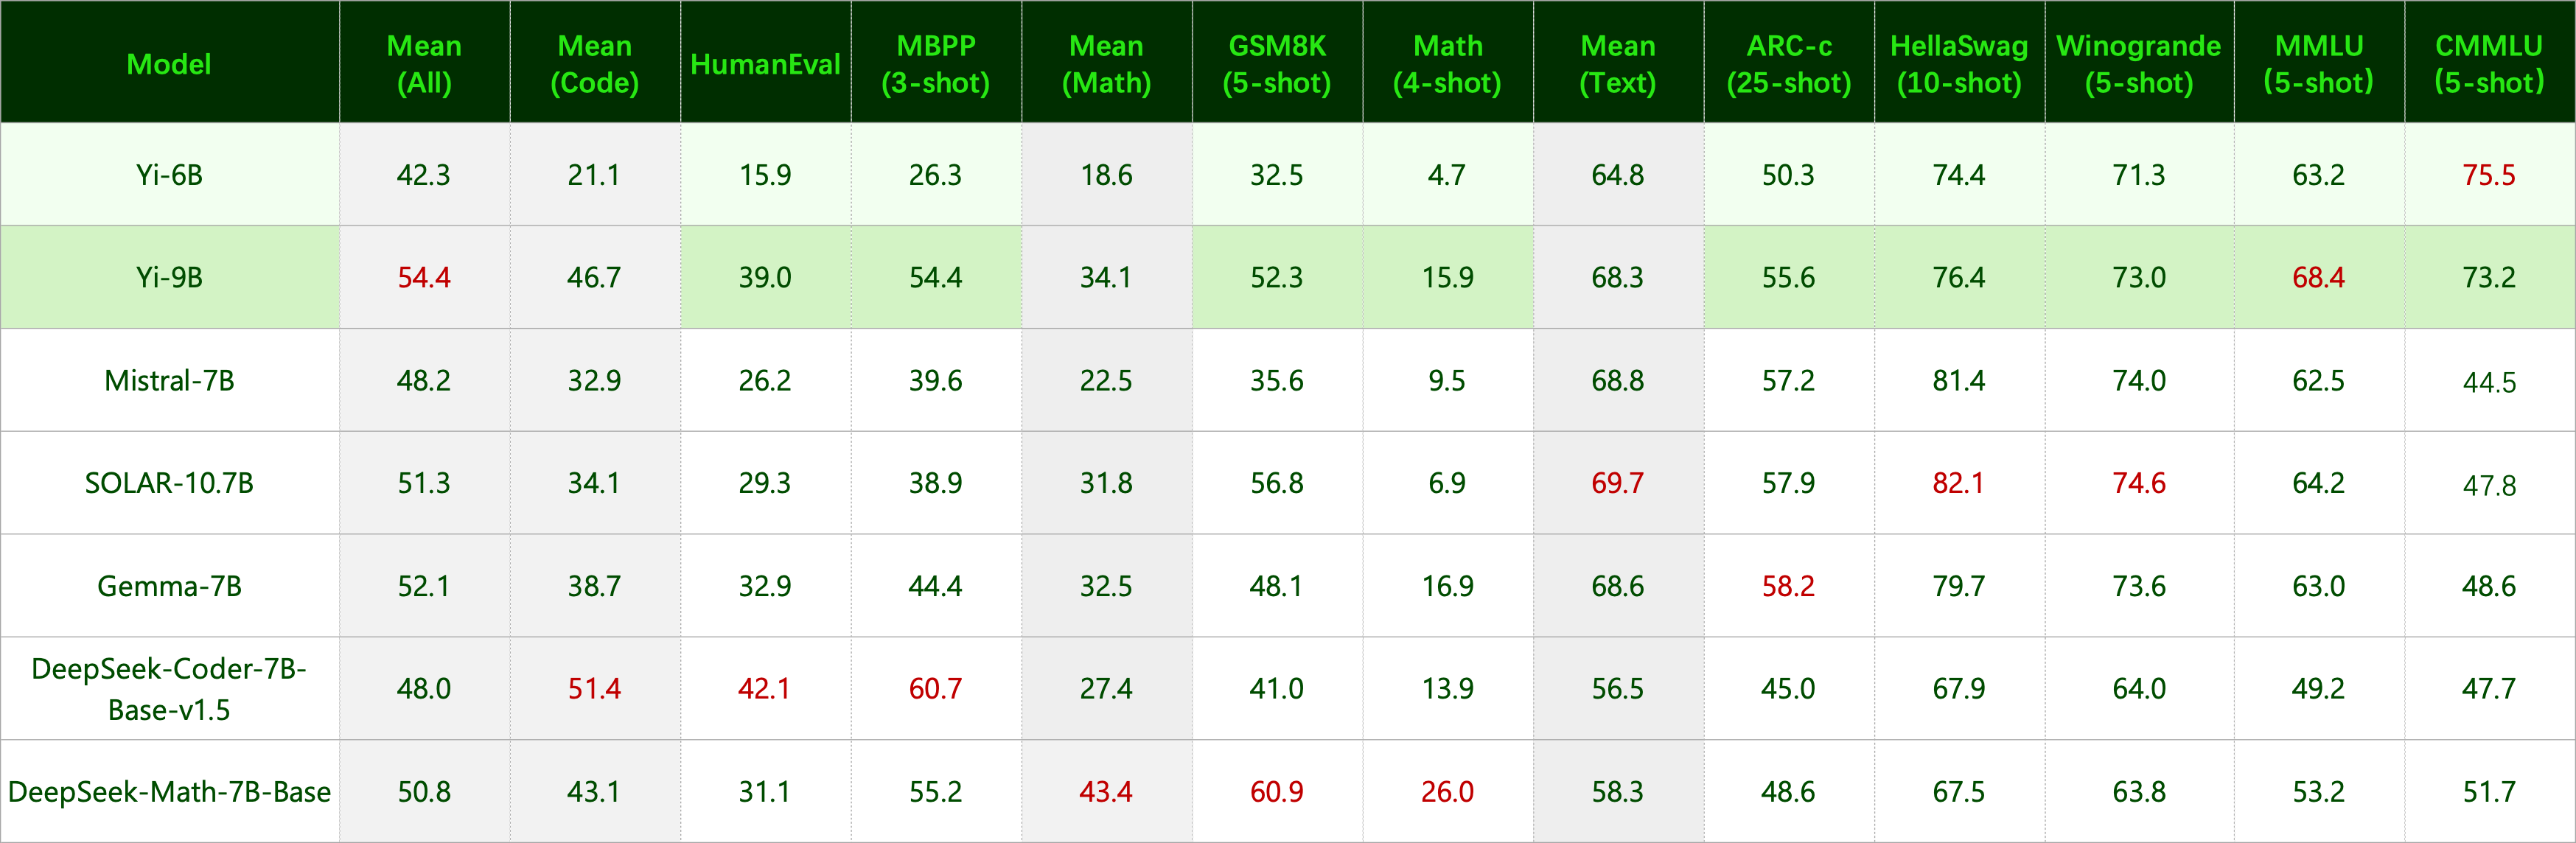 Model Mean (All) Mean (Code) HumanEval MBPP (3-shot) Mean (Math) GSM8K (5-shot) Math (4-shot) Mean (Text) ARC-c (25-shot) HellaSwag (10-shot) Winogrande (5-shot) MMLU (5-shot) CMMLU (5-shot)
Yi-6B 42.3 21.1 15.9 26.3 18.6 32.5 4.7 64.8 50.3 74.4 71.3 63.2 75.5
Yi-9B 54.4 46.7 39.0 54.4 34.1 52.3 15.9 68.3 55.6 76.4 73.0 68.4 73.2
Mistral-7B 48.2 32.9 26.2 39.6 22.5 35.6 9.5 68.8 57.2 81.4 74.0 62.5 44.5
SOLAR-10.7B 51.3 34.1 29.3 38.9 31.8 56.8 6.9 69.7 57.9 82.1 74.6 64.2 47.8
Gemma-7B 52.1 38.7 32.9 44.4 32.5 48.1 16.9 68.6 58.2 79.7 73.6 63.0 48.6
DeepSeek-Coder-7B-Base-v1.5 48.0 51.4 42.1 60.7 27.4 41.0 13.9 56.5 45.0 67.9 64.0 49.2 47.7
DeepSeek-Math-7B-Base 50.8 43.1 31.1 55.2 43.4 60.9 26.0 58.3 48.6 67.5 63.8 53.2 51.7